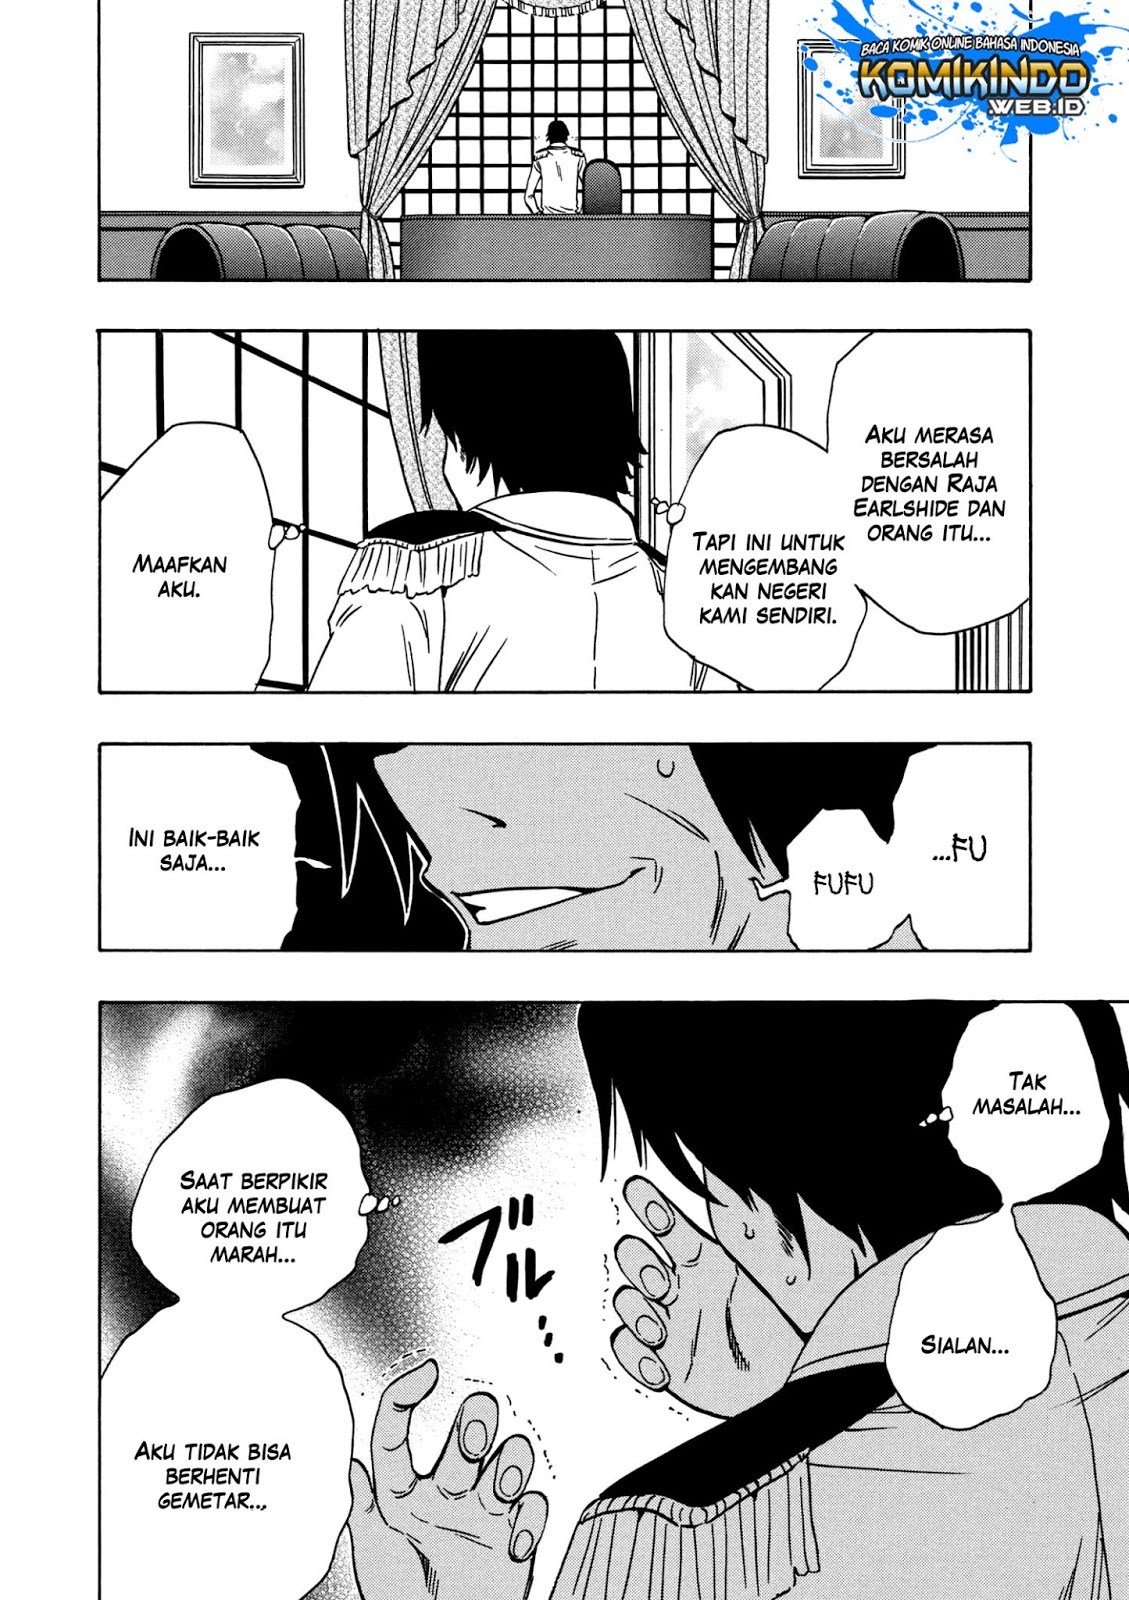 BACA KOMIK ONLINE BAHASA INDONESIA
KOMIKINDO
.WEB.ID
AKU MERASA
BERSALAH
DENGAN RAJA
EARLSHIDE DAN
ORANG ITU...
TAPI INI UNTUK
MENGEMBANG
KAN NEGERI
KAMI SENDIRI.
MAAFKAN
AKU.
...FU
FUFU
INI BAIK-BAIK
SAJA...
TAK
MASALAH...
SIALAN...
ブルル
SAAT BERPIKIR
AKU MEMBUAT
ORANG ITU
MARAH...
AKU TIDAK BISA
BERHENTI
GEMETAR...